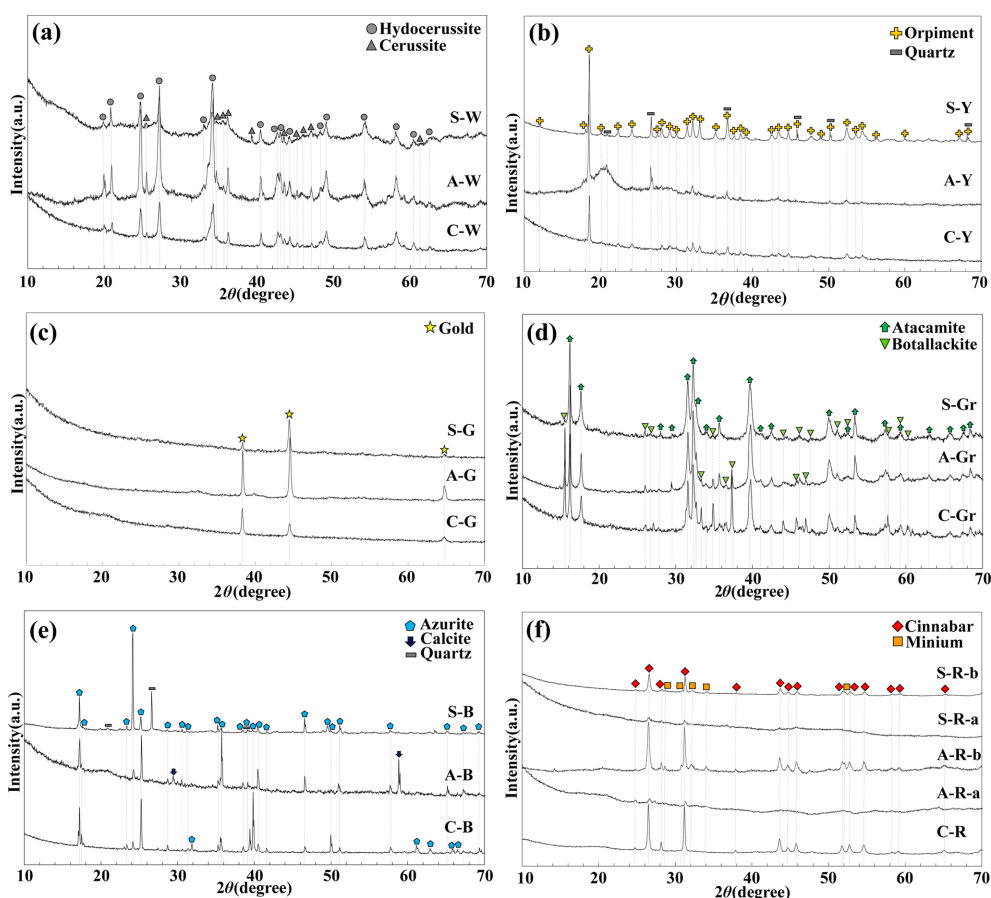 (a)
Hydocerussite
Cerussite
S-W
A-W
C-W
Intensity(a.u.)
10 20 30 40 50 60 70
2θ(degree)
(b)
Orpiment
Quartz
S-Y
A-Y
C-Y
Intensity(a.u.)
10 20 30 40 50 60 70
2θ(degree)
(c)
Gold
S-G
A-G
C-G
Intensity(a.u.)
10 20 30 40 50 60 70
2θ(degree)
(d)
Atacamite
Botallackite
S-Gr
A-Gr
C-Gr
Intensity(a.u.)
10 20 30 40 50 60 70
2θ(degree)
(e)
Azurite
Calcite
Quartz
S-B
A-B
C-B
Intensity(a.u.)
10 20 30 40 50 60 70
2θ(degree)
(f)
Cinnabar
Minium
S-R-b
S-R-a
A-R-b
A-R-a
C-R
Intensity(a.u.)
10 20 30 40 50 60 70
2θ(degree)